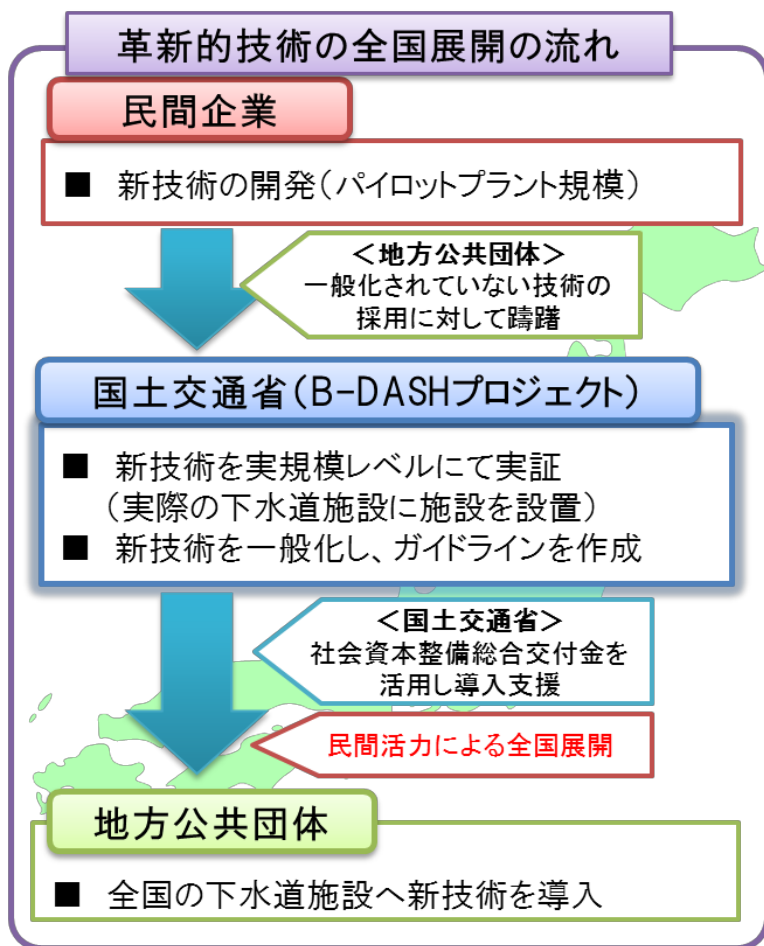 革新的技術の全国展開の流れ
民間企業
■ 新技術の開発(パイロットプラント規模)
<地方公共団体>
一般化されていない技術の
採用に対して躊躇
国土交通省(B-DASHプロジェクト)
■ 新技術を実規模レベルにて実証
(実際の下水道施設に施設を設置)
■ 新技術を一般化し、ガイドラインを作成
<国土交通省>
社会資本整備総合交付金を
活用し導入支援
民間活力による全国展開
地方公共団体
■ 全国の下水道施設へ新技術を導入